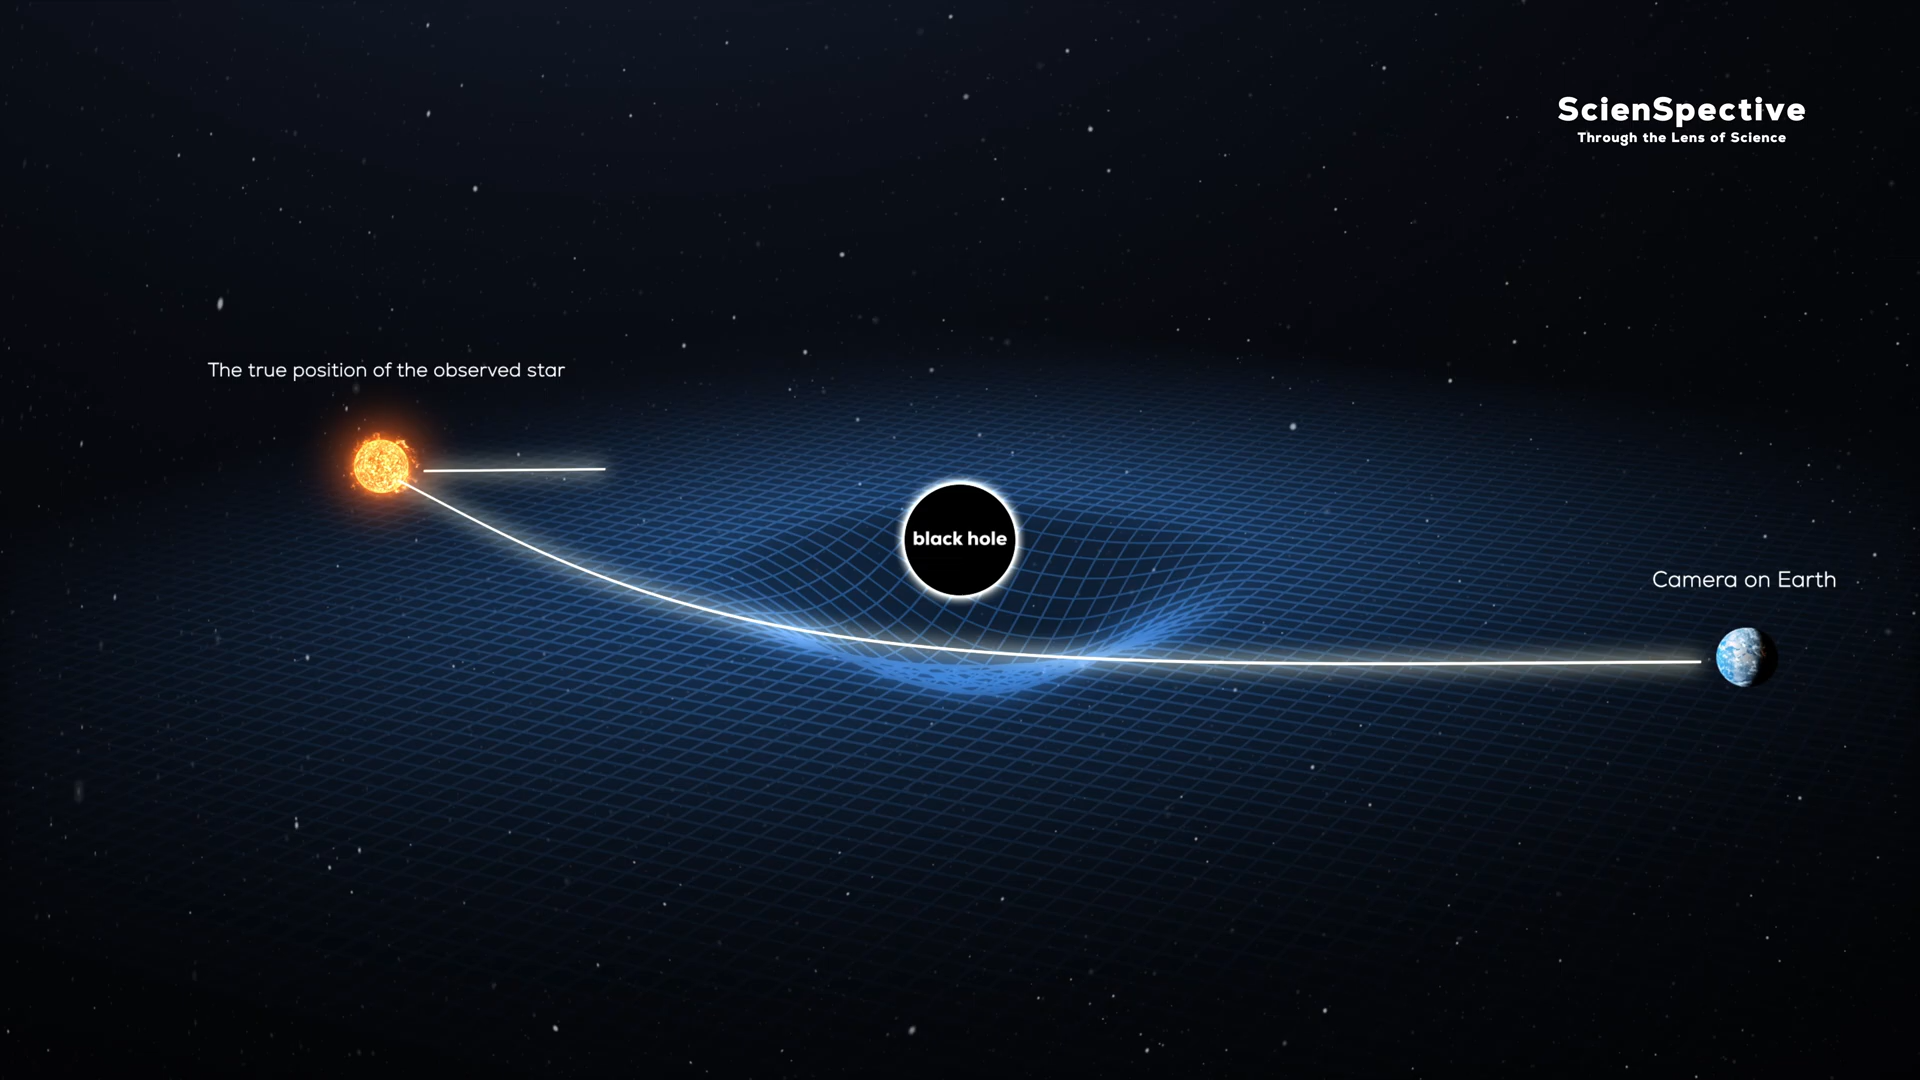 ScienSpective
Through the Lens of Science
The true position of the observed star
black hole
Camera on Earth